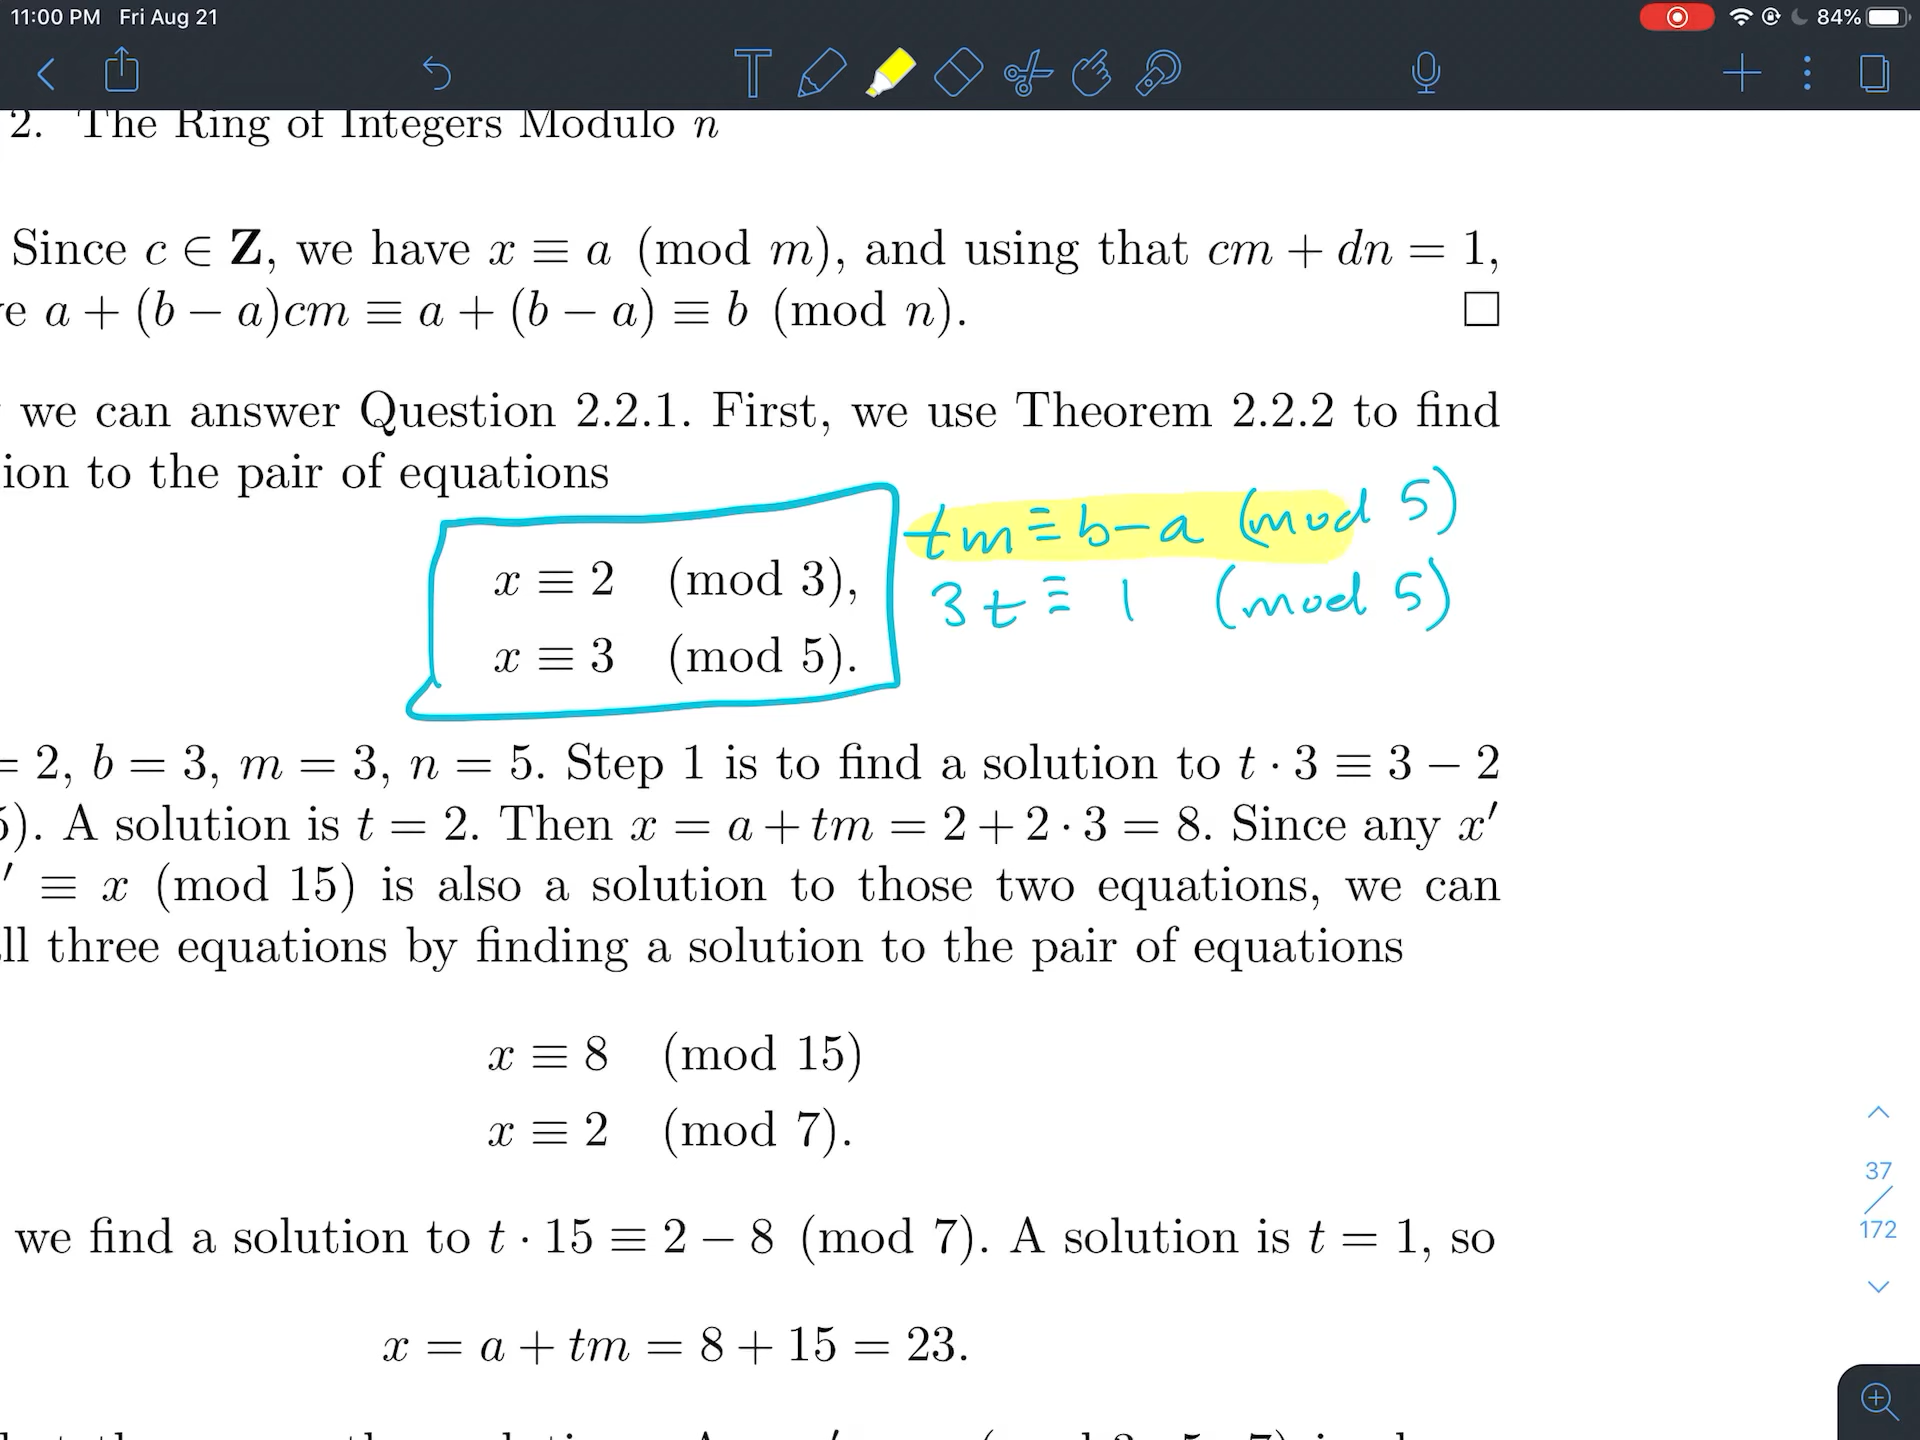 11:00 PM Fri Aug 21 84%
2. The Ring of Integers Modulo n
Since c ∈ Z, we have x ≡ a (mod m), and using that cm + dn = 1,
e a + (b − a)cm ≡ a + (b − a) ≡ b (mod n). □
we can answer Question 2.2.1. First, we use Theorem 2.2.2 to find
ion to the pair of equations
tm ≡ b − a (mod 5)
x ≡ 2 (mod 3), 3t ≡ 1 (mod 5)
x ≡ 3 (mod 5).
= 2, b = 3, m = 3, n = 5. Step 1 is to find a solution to t · 3 ≡ 3 − 2
5). A solution is t = 2. Then x = a + tm = 2 + 2 · 3 = 8. Since any x′
′ ≡ x (mod 15) is also a solution to those two equations, we can
ll three equations by finding a solution to the pair of equations
x ≡ 8 (mod 15)
x ≡ 2 (mod 7).
37
/
172
we find a solution to t · 15 ≡ 2 − 8 (mod 7). A solution is t = 1, so
x = a + tm = 8 + 15 = 23.